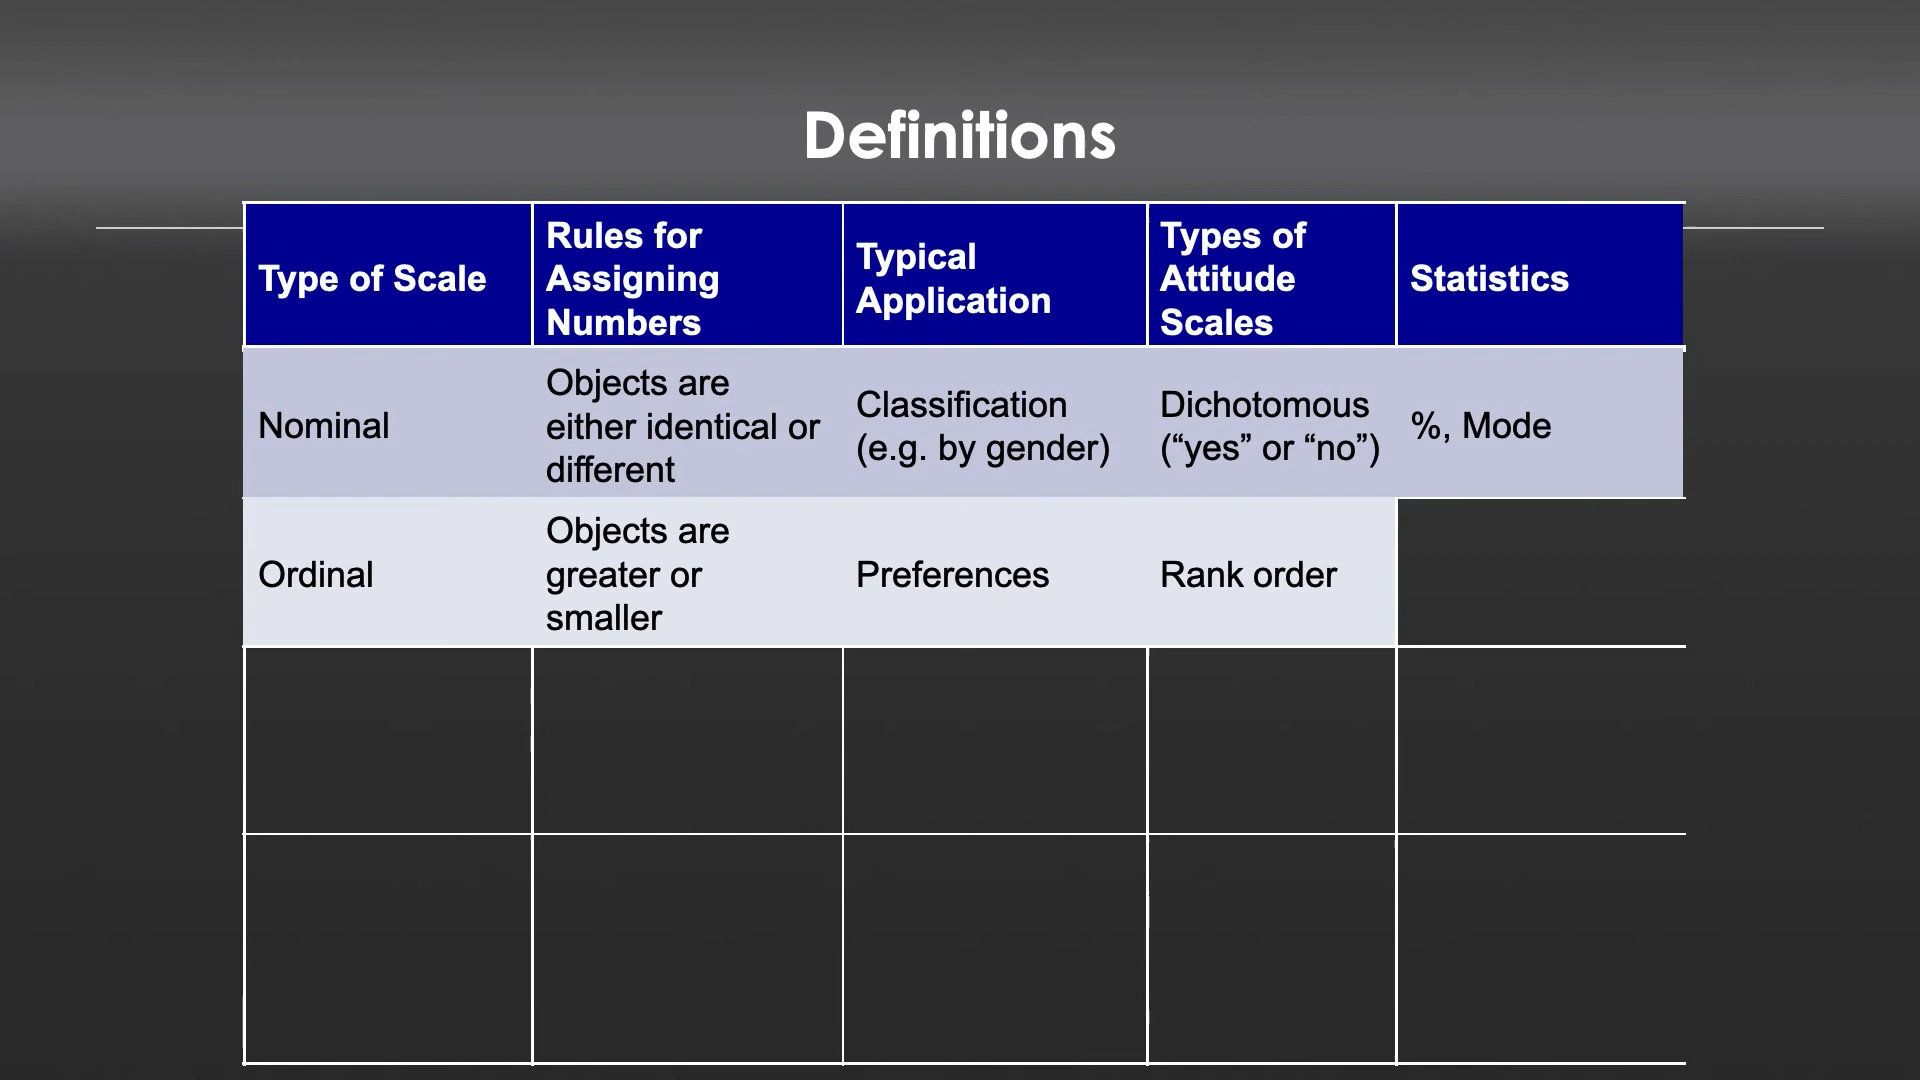 Definitions
Type of Scale
Rules for
Assigning
Numbers
Typical
Application
Types of
Attitude
Scales
Statistics
Nominal
Objects are
either identical or
different
Classification
(e.g. by gender)
Dichotomous
(“yes” or “no”)
%, Mode
Ordinal
Objects are
greater or
smaller
Preferences
Rank order